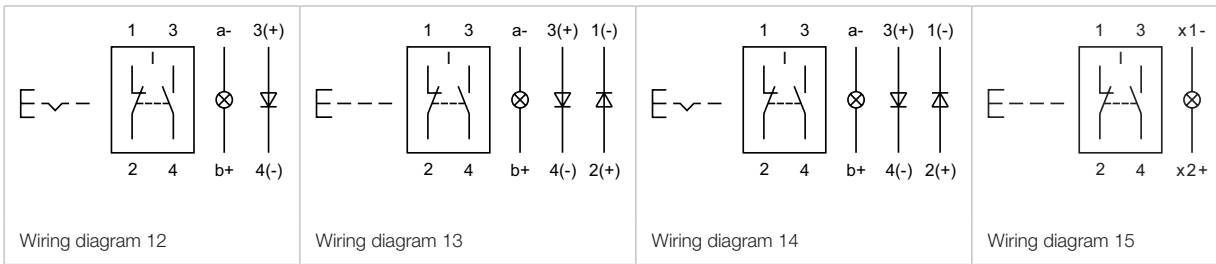 1 3 a- 3(+)
2 4 b+ 4(-)
Wiring diagram 12
1 3 a- 3(+) 1(-)
2 4 b+ 4(-) 2(+)
Wiring diagram 13
1 3 a- 3(+) 1(-)
2 4 b+ 4(-) 2(+)
Wiring diagram 14
1 3 x1-
2 4 x2+
Wiring diagram 15